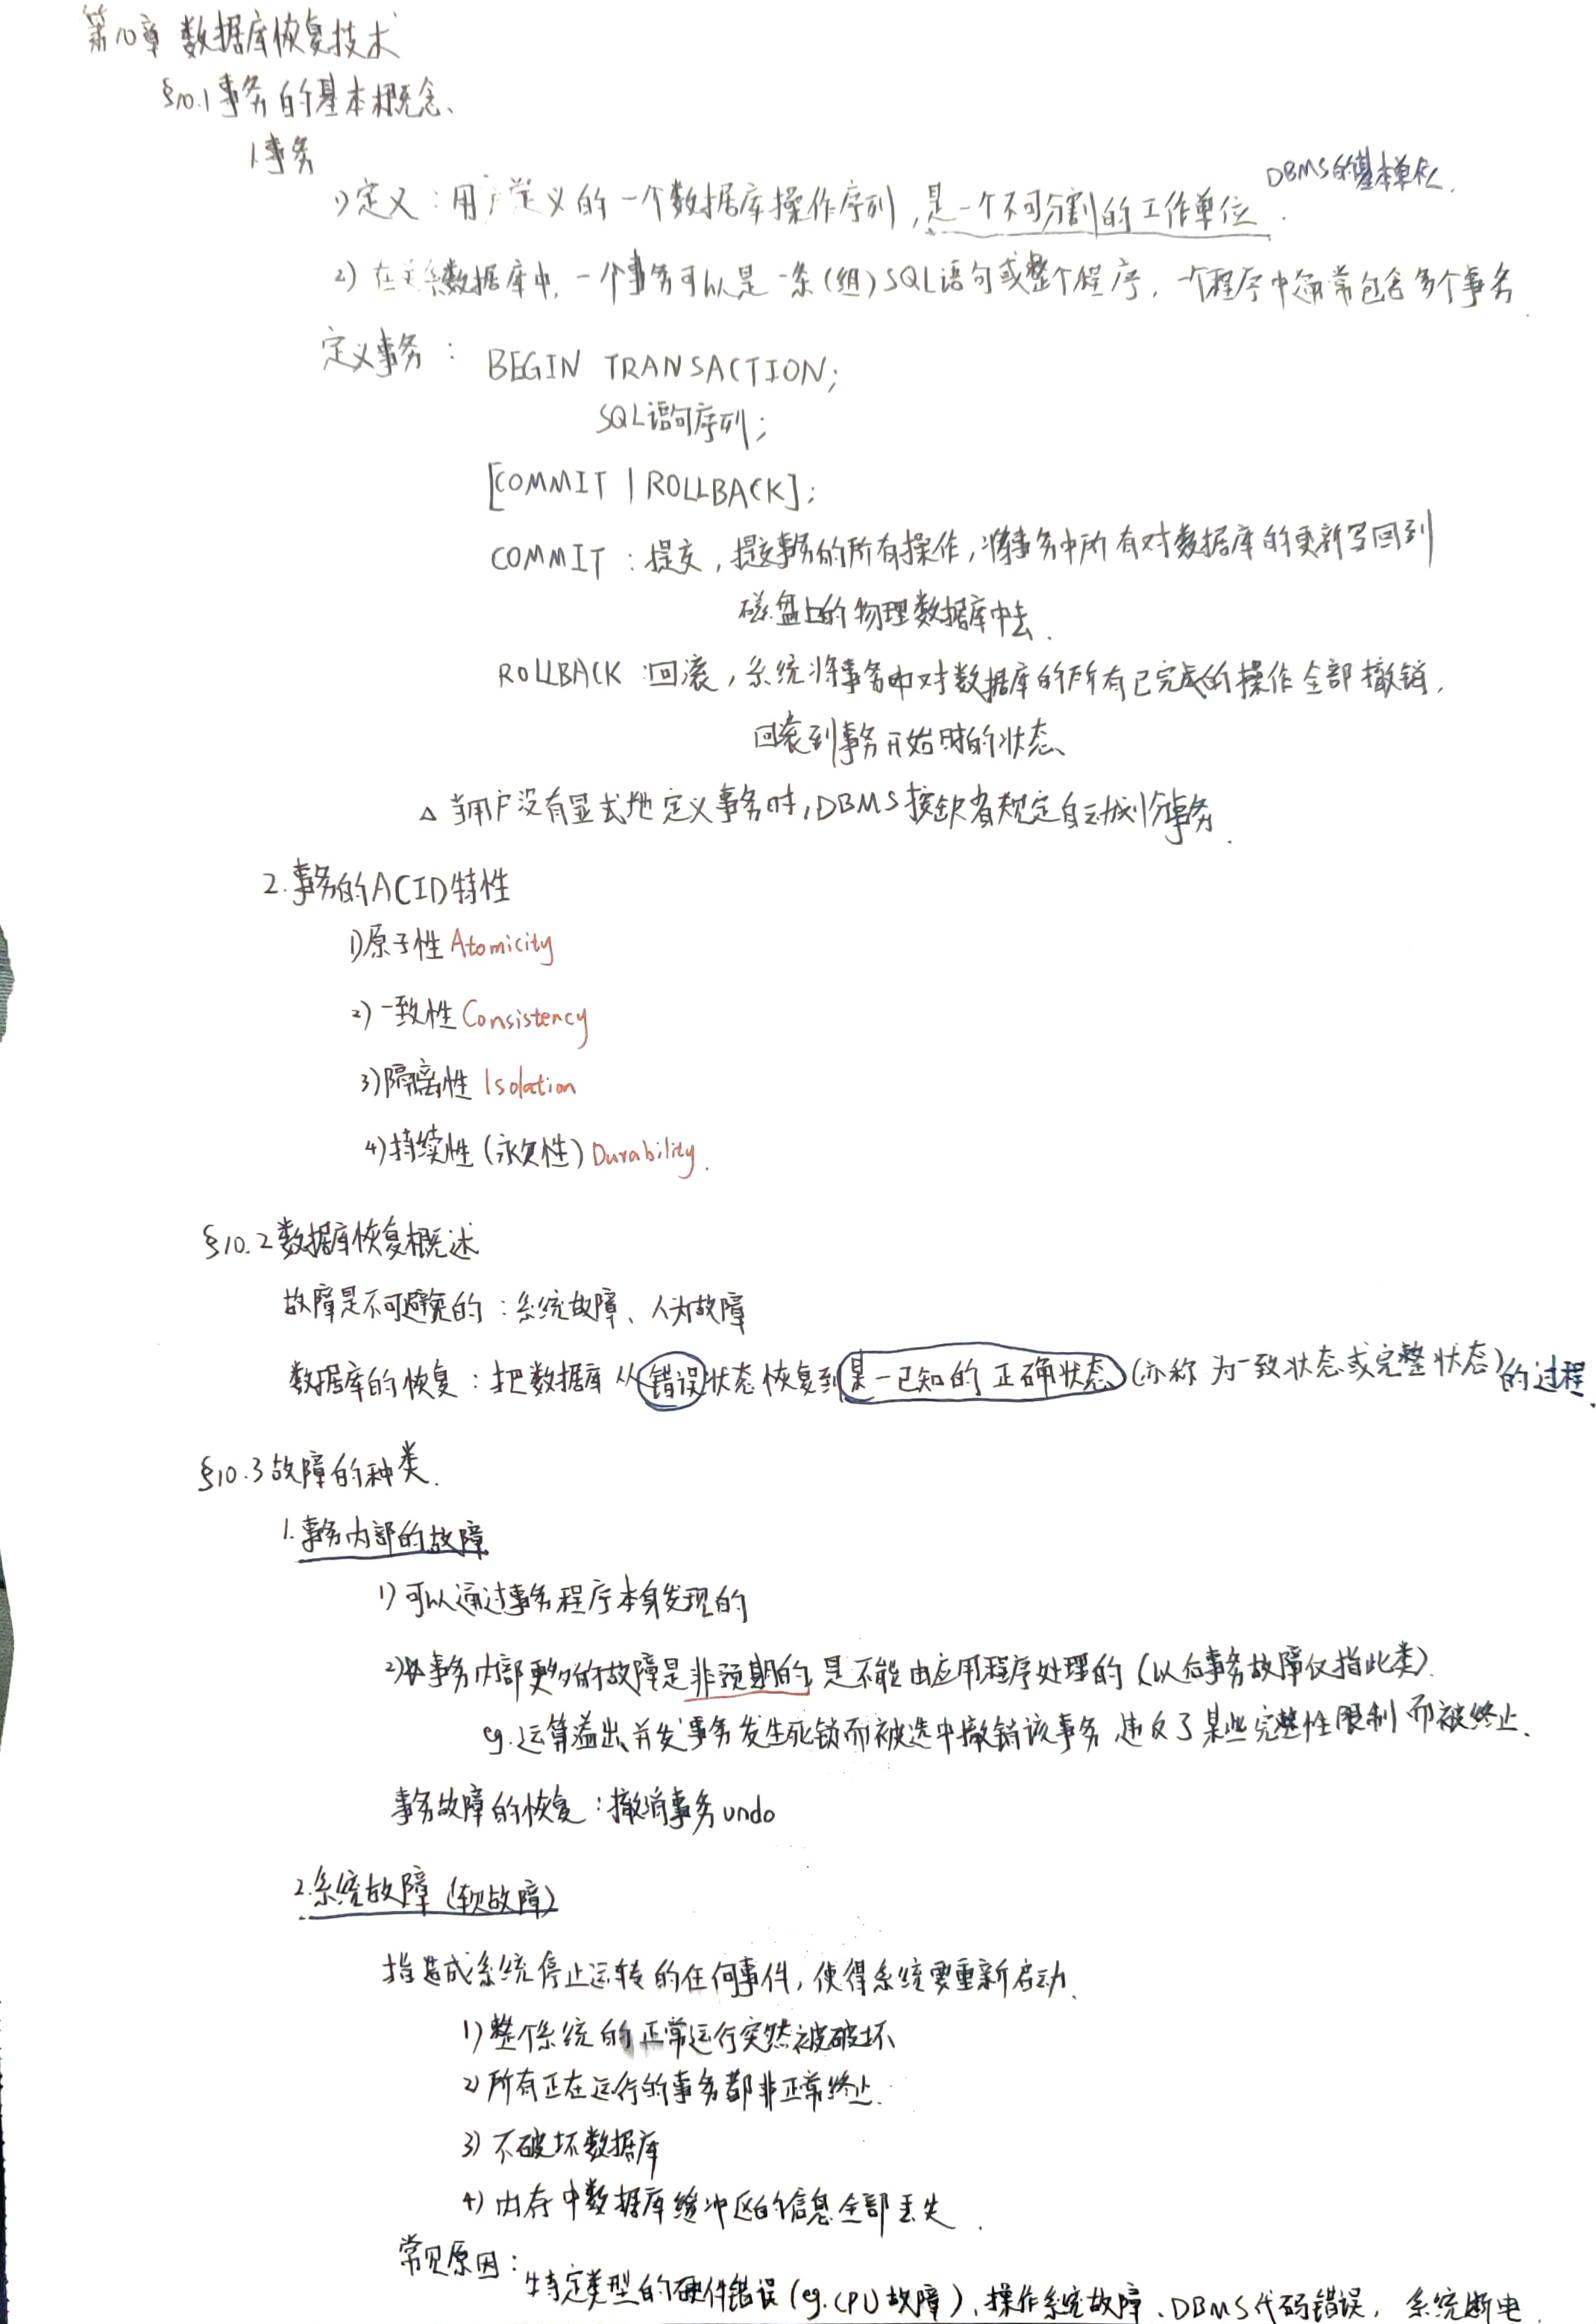 第10章 数据库恢复技术
§10.1 事务的基本概念、
1.事务
DBMS的基本单位.
1)定义:用户定义的一个数据库操作序列,是一个不可分割的工作单位.
2)在关系数据库中,一个事务可以是一条(组)SQL语句或整个程序,一个程序中通常包含多个事务.
定义事务: BEGIN TRANSACTION;
SQL语句序列;
[COMMIT | ROLLBACK];
COMMIT:提交,提交事务的所有操作,将事务中所有对数据库的更新写回到
磁盘上的物理数据库中去.
ROLLBACK:回滚,系统将事务中对数据库的所有已完成的操作全部撤销,
回滚到事务开始时的状态、
△ 当用户没有显式地定义事务时,DBMS按缺省规定自动划分事务.
2.事务的ACID特性
1)原子性 Atomicity
2)一致性 Consistency
3)隔离性 Isolation
4)持续性(永久性) Durability.
§10.2 数据库恢复概述
故障是不可避免的:系统故障、人为故障
数据库的恢复:把数据库从错误状态恢复到某一已知的正确状态(亦称为一致状态或完整状态)的过程.
§10.3 故障的种类.
1.事务内部的故障
1)可以通过事务程序本身发现的
2)事务内部更多的故障是非预期的,是不能由应用程序处理的(以后事务故障仅指此类).
eg.运算溢出、并发事务发生死锁而被选中撤销该事务、违反了某些完整性限制而被终止.
事务故障的恢复:撤消事务undo
2.系统故障(软故障)
指造成系统停止运转的任何事件,使得系统要重新启动.
1)整个系统的正常运行突然被破坏
2)所有正在运行的事务都非正常终止.
3)不破坏数据库
4)内存中数据库缓冲区的信息全部丢失.
常见原因:
特定类型的硬件错误(eg.CPU故障)、操作系统故障、DBMS代码错误,系统断电.